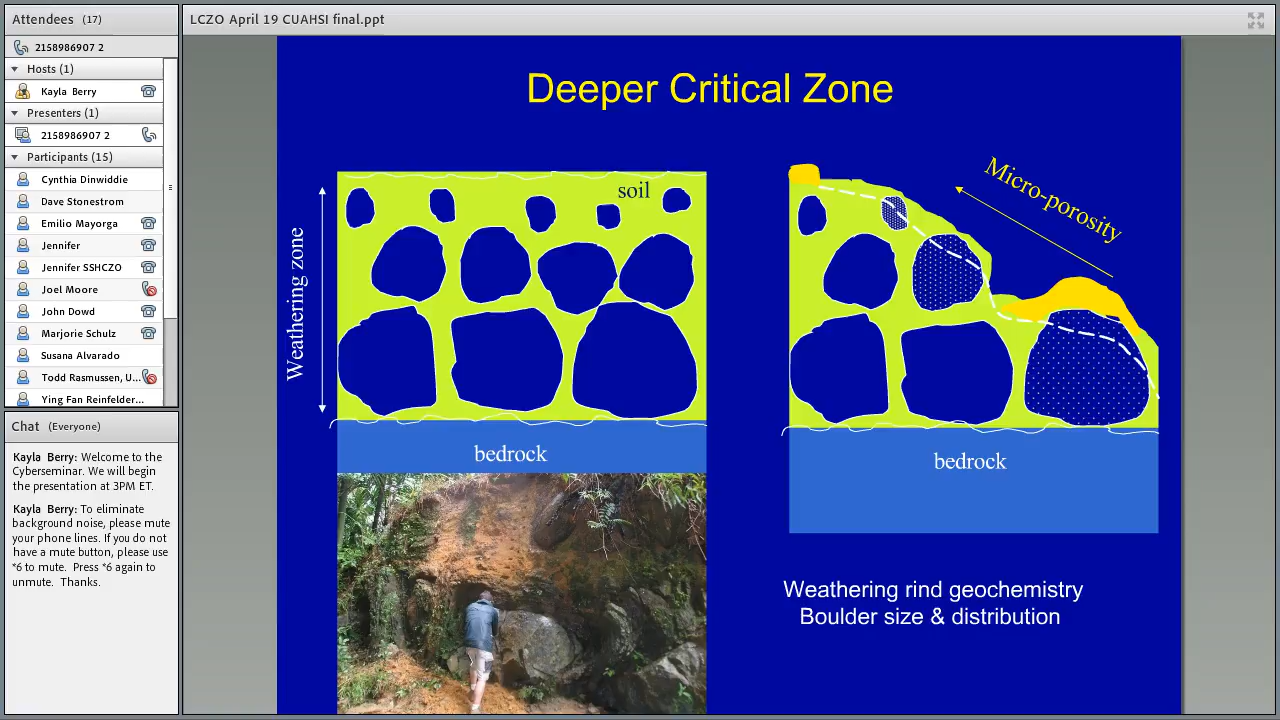 Attendees (17)
2158986907 2
Hosts (1)
Kayla Berry
Presenters (1)
2158986907 2
Participants (15)
Cynthia Dinwiddie
Dave Stonestrom
Emilio Mayorga
Jennifer
Jennifer SSHCZO
Joel Moore
John Dowd
Marjorie Schulz
Susana Alvarado
Todd Rasmussen, U...
Ying Fan Reinfelder...
Chat (Everyone)
Kayla Berry: Welcome to the
Cyberseminar. We will begin
the presentation at 3PM ET.
Kayla Berry: To eliminate
background noise, please mute
your phone lines. If you do not
have a mute button, please use
*6 to mute. Press *6 again to
unmute. Thanks.
LCZO April 19 CUAHSI final.ppt
Deeper Critical Zone
soil
Weathering zone
bedrock
Micro-porosity
bedrock
Weathering rind geochemistry
Boulder size & distribution